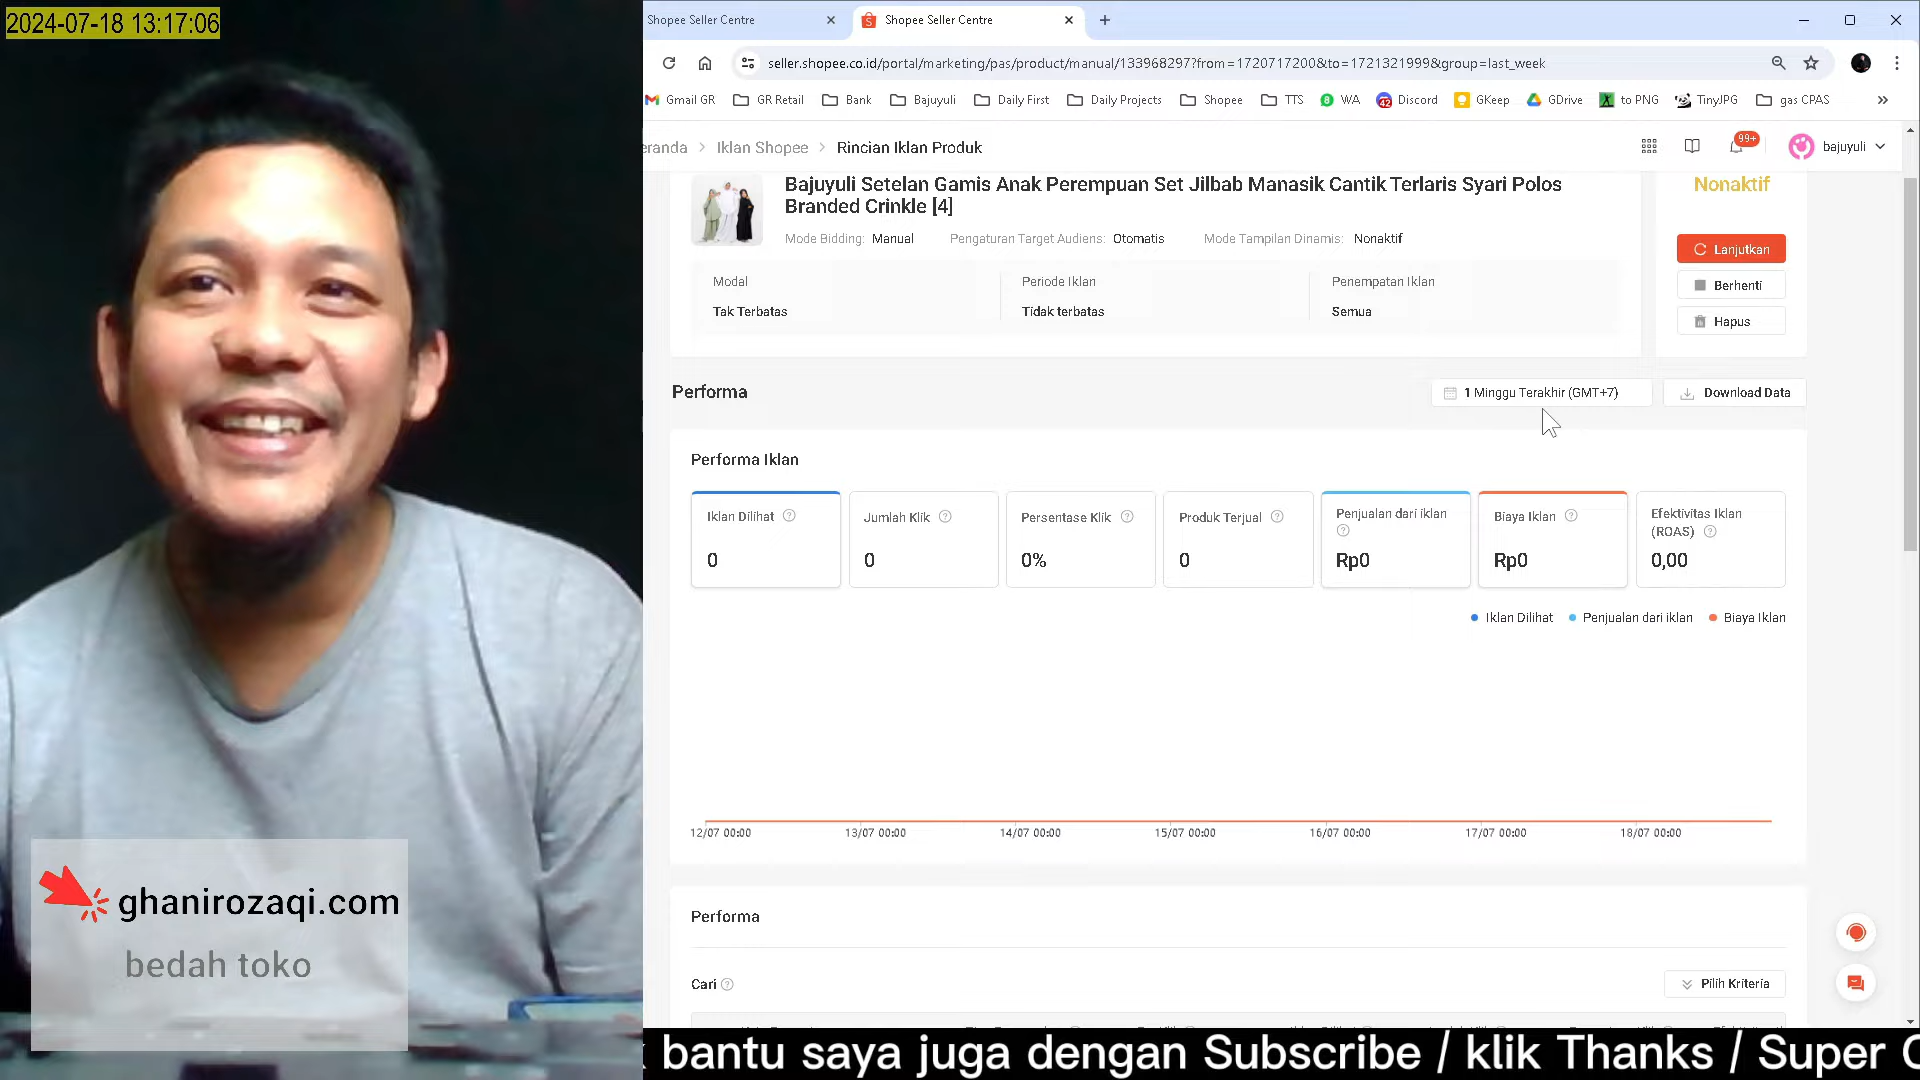 2024-07-18 13:17:06
Shopee Seller Centre
Shopee Seller Centre
seller.shopee.co.id/portal/marketing/pas/product/manual/133968297?from=1720717200&to=1721321999&group=last_week
Gmail GR GR Retail Bank Bajuyuli Daily First Daily Projects Shopee TTS 8 WA 42 Discord GKeep GDrive to PNG TinyJPG gas CPAS »
eranda > Iklan Shopee > Rincian Iklan Produk
99+ bajuyuli
Bajuyuli Setelan Gamis Anak Perempuan Set Jilbab Manasik Cantik Terlaris Syari Polos
Branded Crinkle [4]
Mode Bidding: Manual Pengaturan Target Audiens: Otomatis Mode Tampilan Dinamis: Nonaktif
Modal Periode Iklan Penempatan Iklan
Tak Terbatas Tidak terbatas Semua
Nonaktif
Lanjutkan
Berhenti
Hapus
Performa
1 Minggu Terakhir (GMT+7)
Download Data
Performa Iklan
Iklan Dilihat
0
Jumlah Klik
0
Persentase Klik
0%
Produk Terjual
0
Penjualan dari iklan
Rp0
Biaya Iklan
Rp0
Efektivitas Iklan
(ROAS)
0,00
Iklan Dilihat Penjualan dari iklan Biaya Iklan
12/07 00:00 13/07 00:00 14/07 00:00 15/07 00:00 16/07 00:00 17/07 00:00 18/07 00:00
Performa
Cari
Pilih Kriteria
ghanirozaqi.com
bedah toko
bantu saya juga dengan Subscribe / klik Thanks / Super